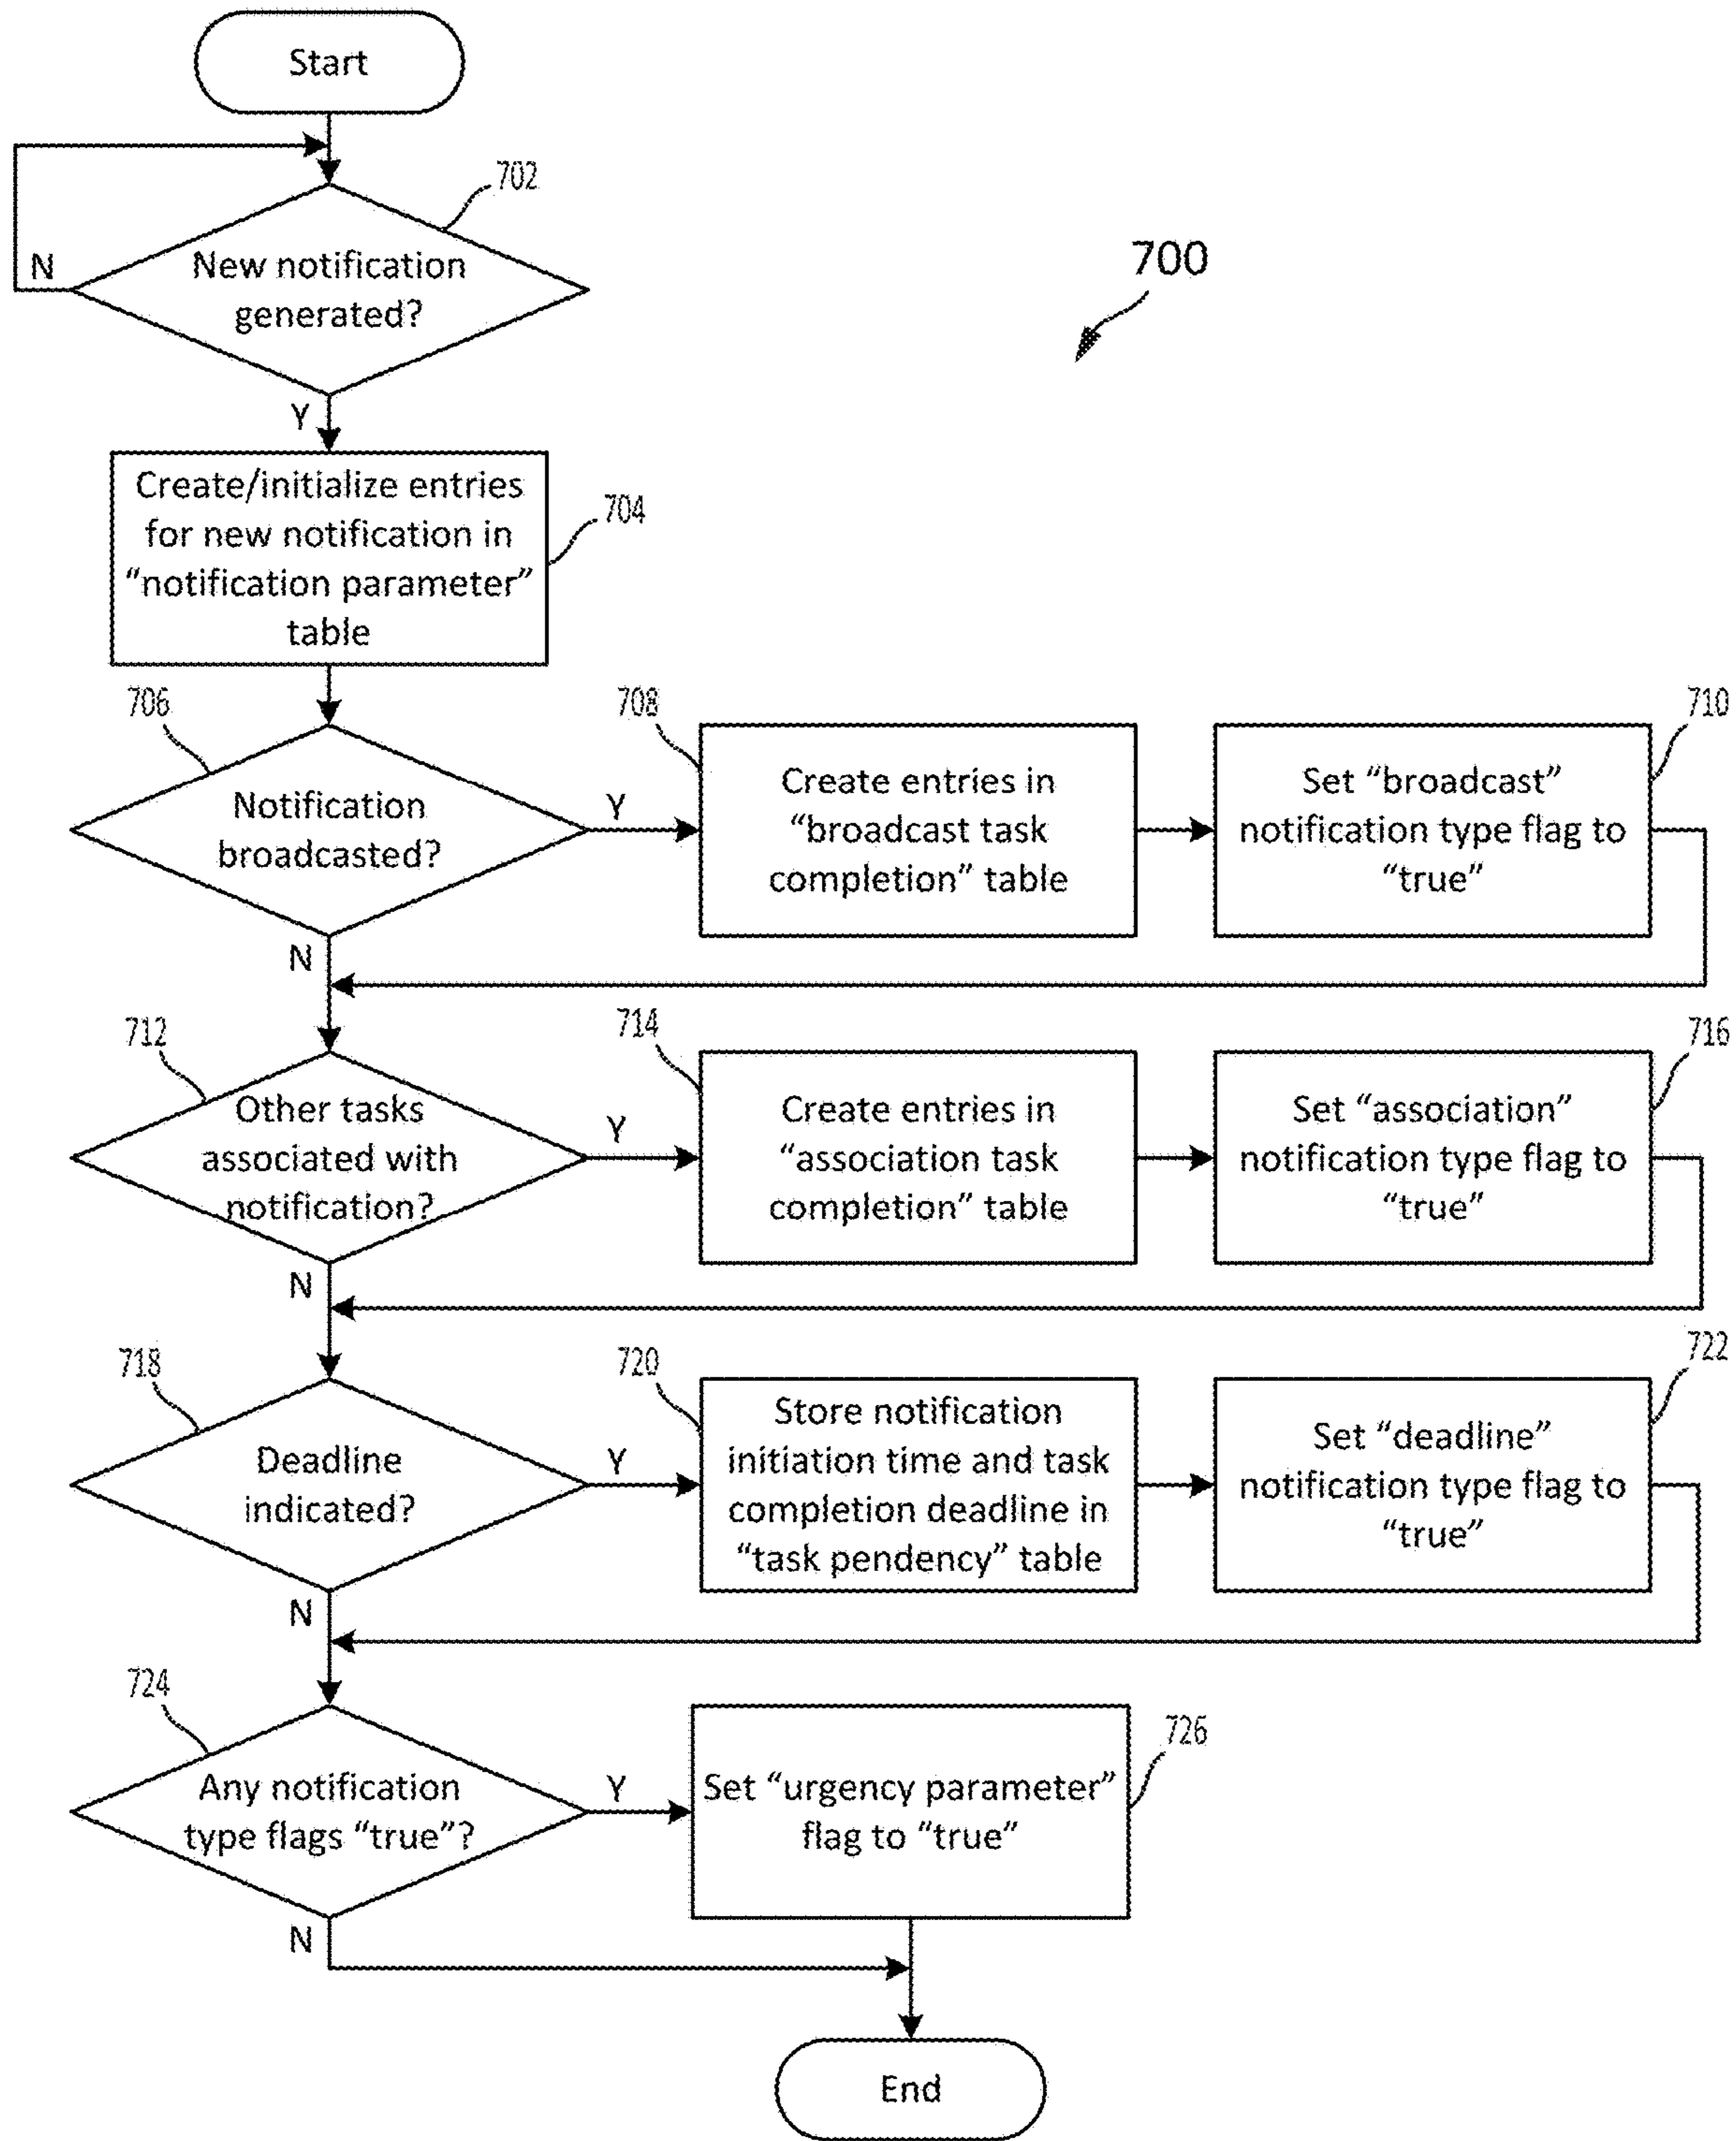 Start
702
N
New notification
generated?
700
Y
Create/initialize entries
for new notification in
“notification parameter”
table
704
706
Notification
broadcasted?
Y
N
708
Create entries in
“broadcast task
completion” table
710
Set “broadcast”
notification type flag to
“true”
712
Other tasks
associated with
notification?
Y
N
714
Create entries in
“association task
completion” table
716
Set “association”
notification type flag to
“true”
718
Deadline
indicated?
Y
N
720
Store notification
initiation time and task
completion deadline in
“task pendency” table
722
Set “deadline”
notification type flag to
“true”
724
Any notification
type flags “true”?
Y
N
Set “urgency parameter”
flag to “true”
726
End